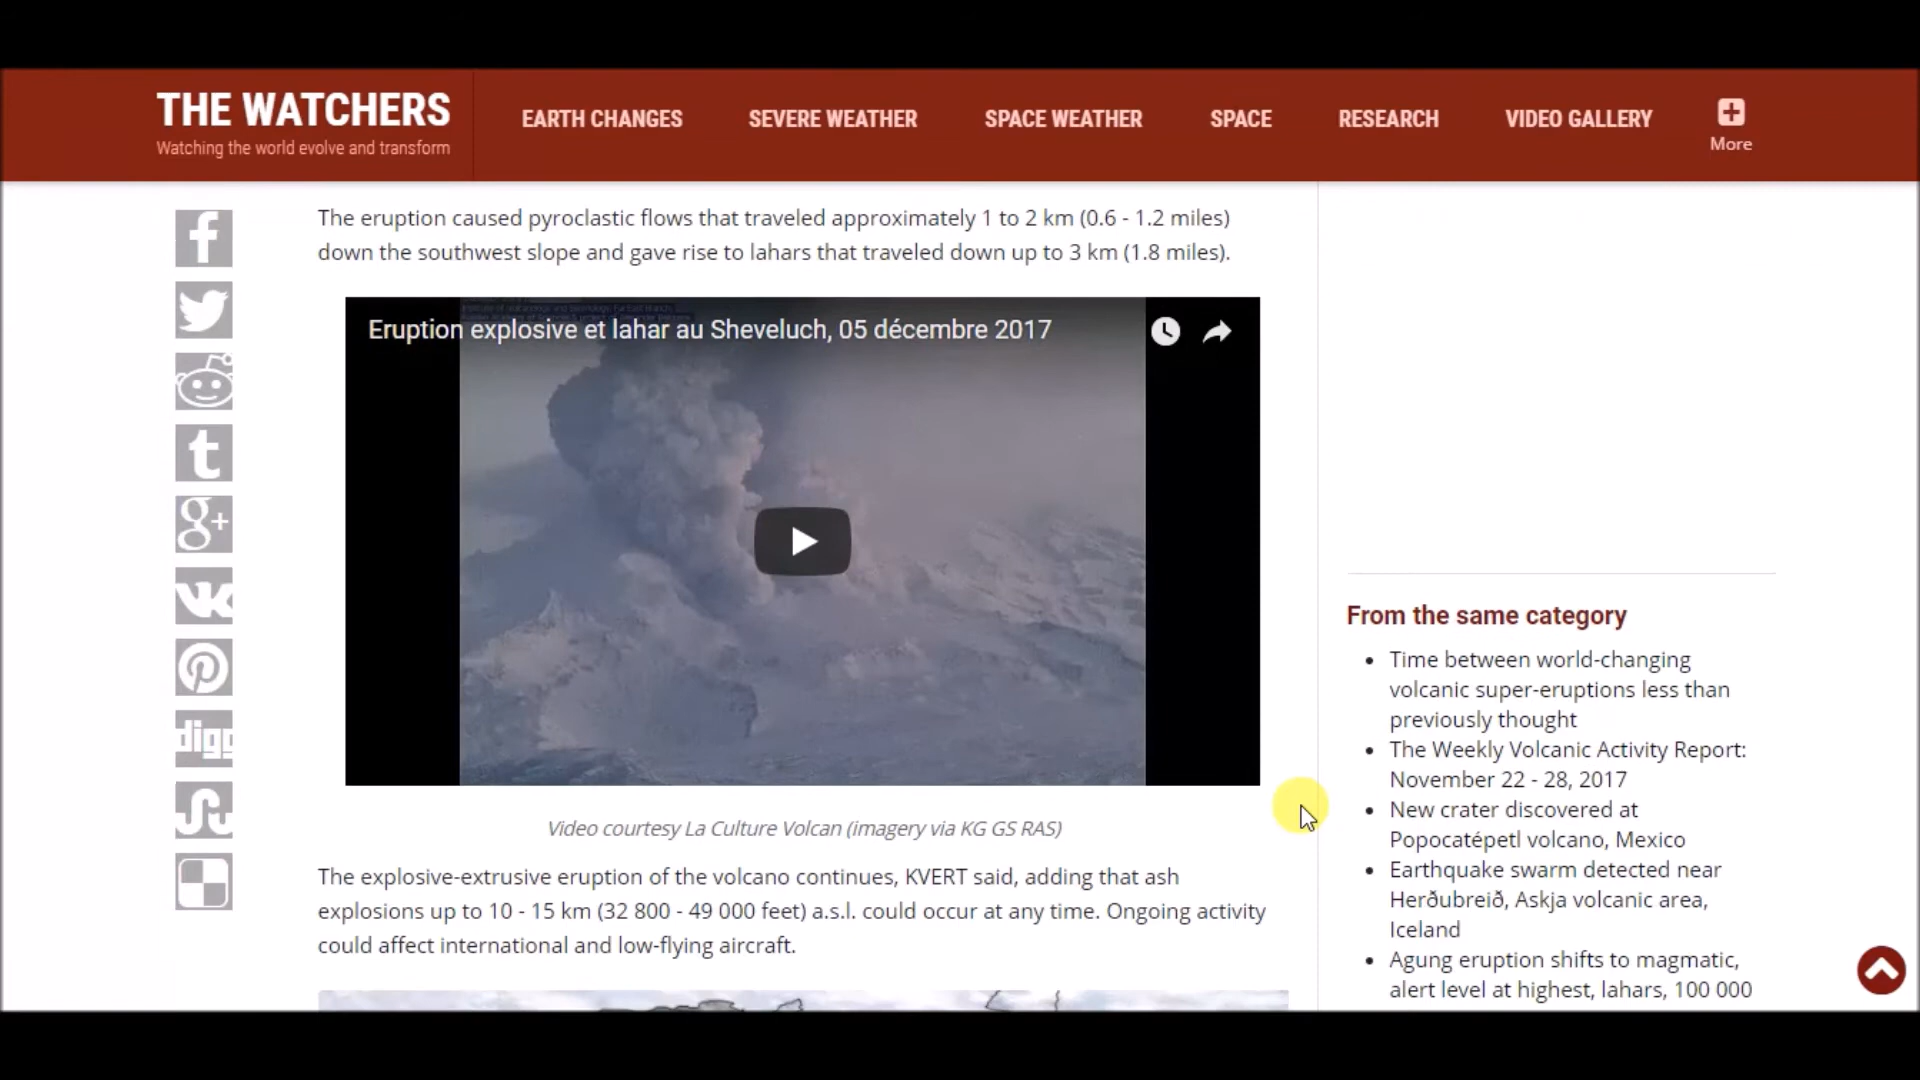 THE WATCHERS
Watching the world evolve and transform
EARTH CHANGES
SEVERE WEATHER
SPACE WEATHER
SPACE
RESEARCH
VIDEO GALLERY
More
The eruption caused pyroclastic flows that traveled approximately 1 to 2 km (0.6 - 1.2 miles)
down the southwest slope and gave rise to lahars that traveled down up to 3 km (1.8 miles).
Eruption explosive et lahar au Sheveluch, 05 décembre 2017
Video courtesy La Culture Volcan (imagery via KG GS RAS)
The explosive-extrusive eruption of the volcano continues, KVERT said, adding that ash
explosions up to 10 - 15 km (32 800 - 49 000 feet) a.s.l. could occur at any time. Ongoing activity
could affect international and low-flying aircraft.
f
t
g+
digg
From the same category
• Time between world-changing
volcanic super-eruptions less than
previously thought
• The Weekly Volcanic Activity Report:
November 22 - 28, 2017
• New crater discovered at
Popocatépetl volcano, Mexico
• Earthquake swarm detected near
Herðubreið, Askja volcanic area,
Iceland
• Agung eruption shifts to magmatic,
alert level at highest, lahars, 100 000